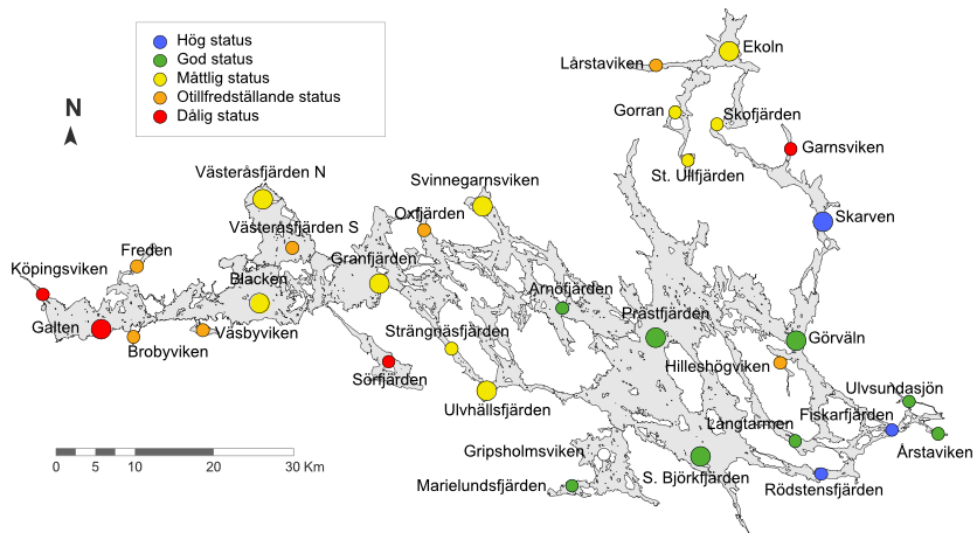 Hög status
God status
Måttlig status
Otillfredställande status
Dålig status
N
Ekoln
Lårstaviken
Gorran
Skofjärden
Garnsviken
St. Ullfjärden
Västeråsfjärden N
Svinnegarnsviken
Oxfjärden
Skarven
Västeråsfjärden S
Freden
Granfjärden
Köpingsviken
Blacken
Arnöfjärden
Galten
Väsbyviken
Brobyviken
Strängnäsfjärden
Prästfjärden
Görväln
Hilleshögviken
Sörfjärden
Ulvsundasjön
Ulvhällsfjärden
Fiskarfjärden
Långtarmen
Årstaviken
Gripsholmsviken
S. Björkfjärden
Marielundsfjärden
Rödstensfjärden
0 5 10 20 30 Km